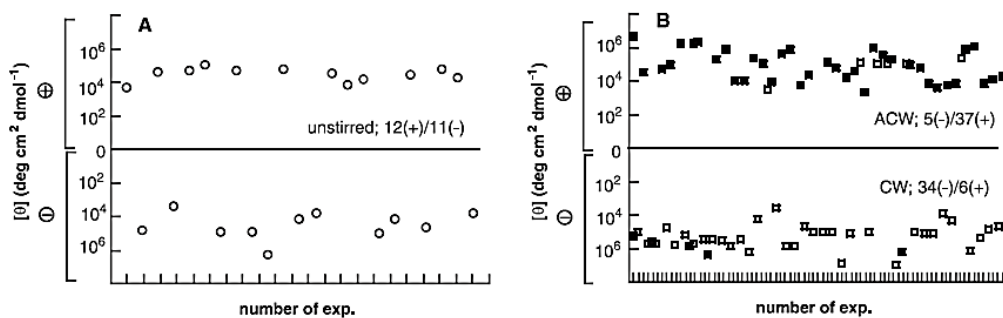 A
[θ] (deg cm² dmol⁻¹)
⊕
⊖
10⁶
10⁴
10²
0
10²
10⁴
10⁶
unstirred; 12(+)/11(-)
number of exp.
B
[θ] (deg cm² dmol⁻¹)
⊕
⊖
10⁶
10⁴
10²
0
10²
10⁴
10⁶
ACW; 5(-)/37(+)
CW; 34(-)/6(+)
number of exp.